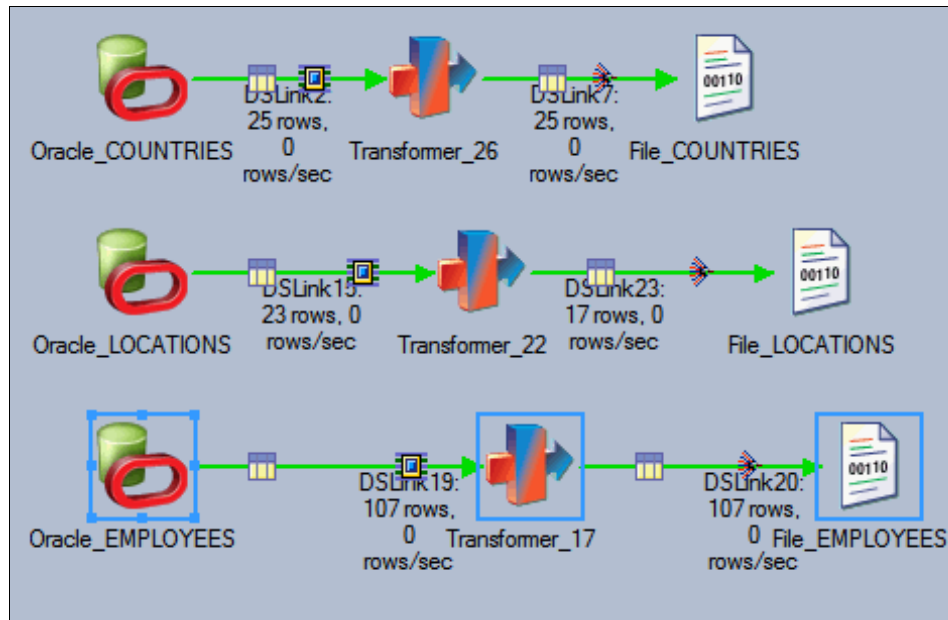 DSLink2:
25 rows,
0
rows/sec
DSLink7:
25 rows,
0
rows/sec
00110
Oracle_COUNTRIES
Transformer_26
File_COUNTRIES
DSLink15:
23 rows, 0
rows/sec
DSLink23:
17 rows, 0
rows/sec
00110
Oracle_LOCATIONS
Transformer_22
File_LOCATIONS
DSLink19:
107 rows,
0
rows/sec
DSLink20:
107 rows,
0
rows/sec
00110
Oracle_EMPLOYEES
Transformer_17
File_EMPLOYEES